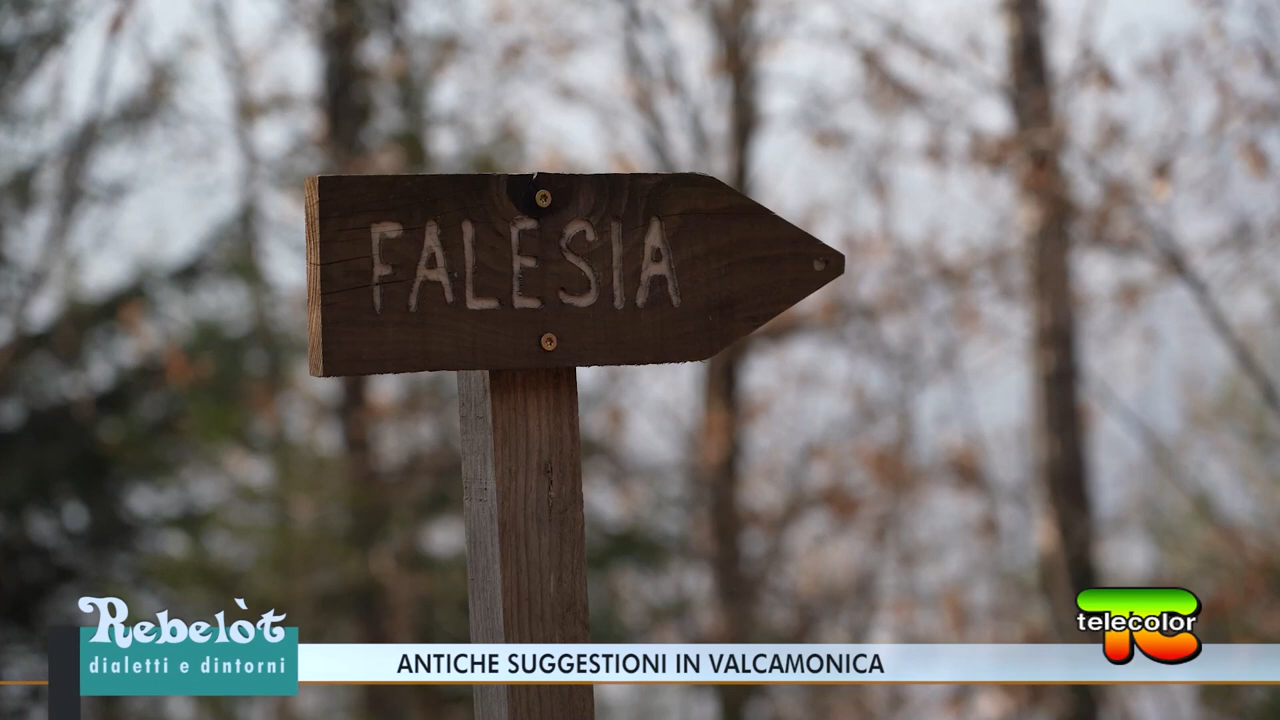 FALESIA
Rebelòt
dialetti e dintorni
ANTICHE SUGGESTIONI IN VALCAMONICA
telecolor